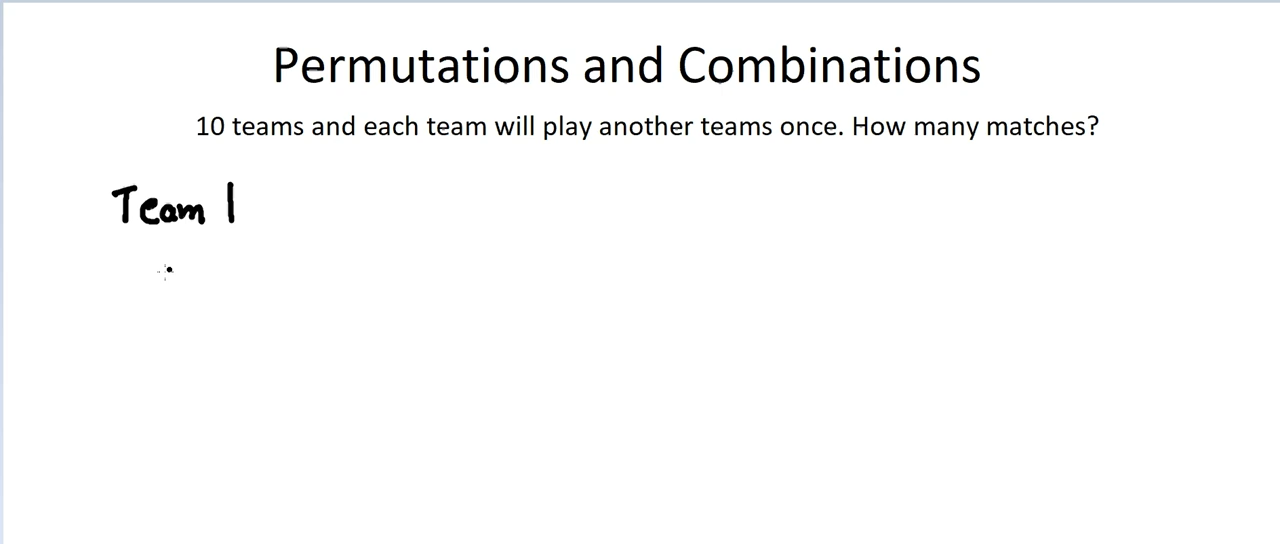 Permutations and Combinations
10 teams and each team will play another teams once. How many matches?
Team 1